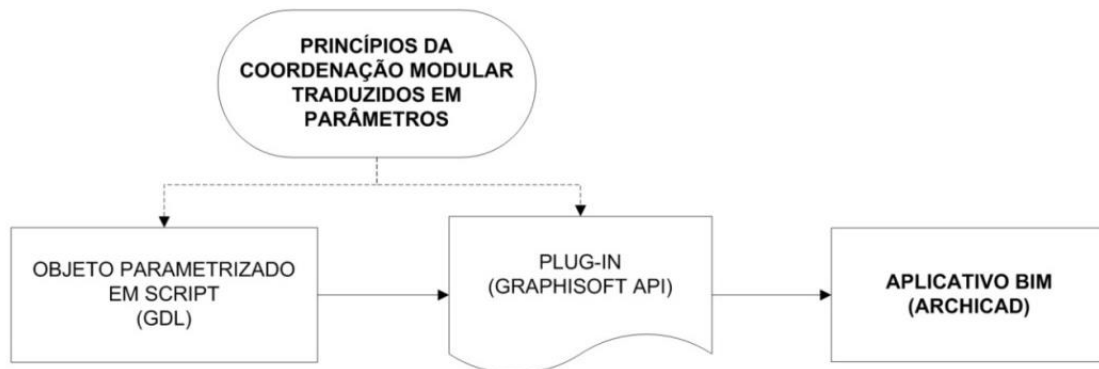 PRINCÍPIOS DA
COORDENAÇÃO MODULAR
TRADUZIDOS EM
PARÂMETROS
OBJETO PARAMETRIZADO
EM SCRIPT
(GDL)
PLUG-IN
(GRAPHISOFT API)
APLICATIVO BIM
(ARCHICAD)